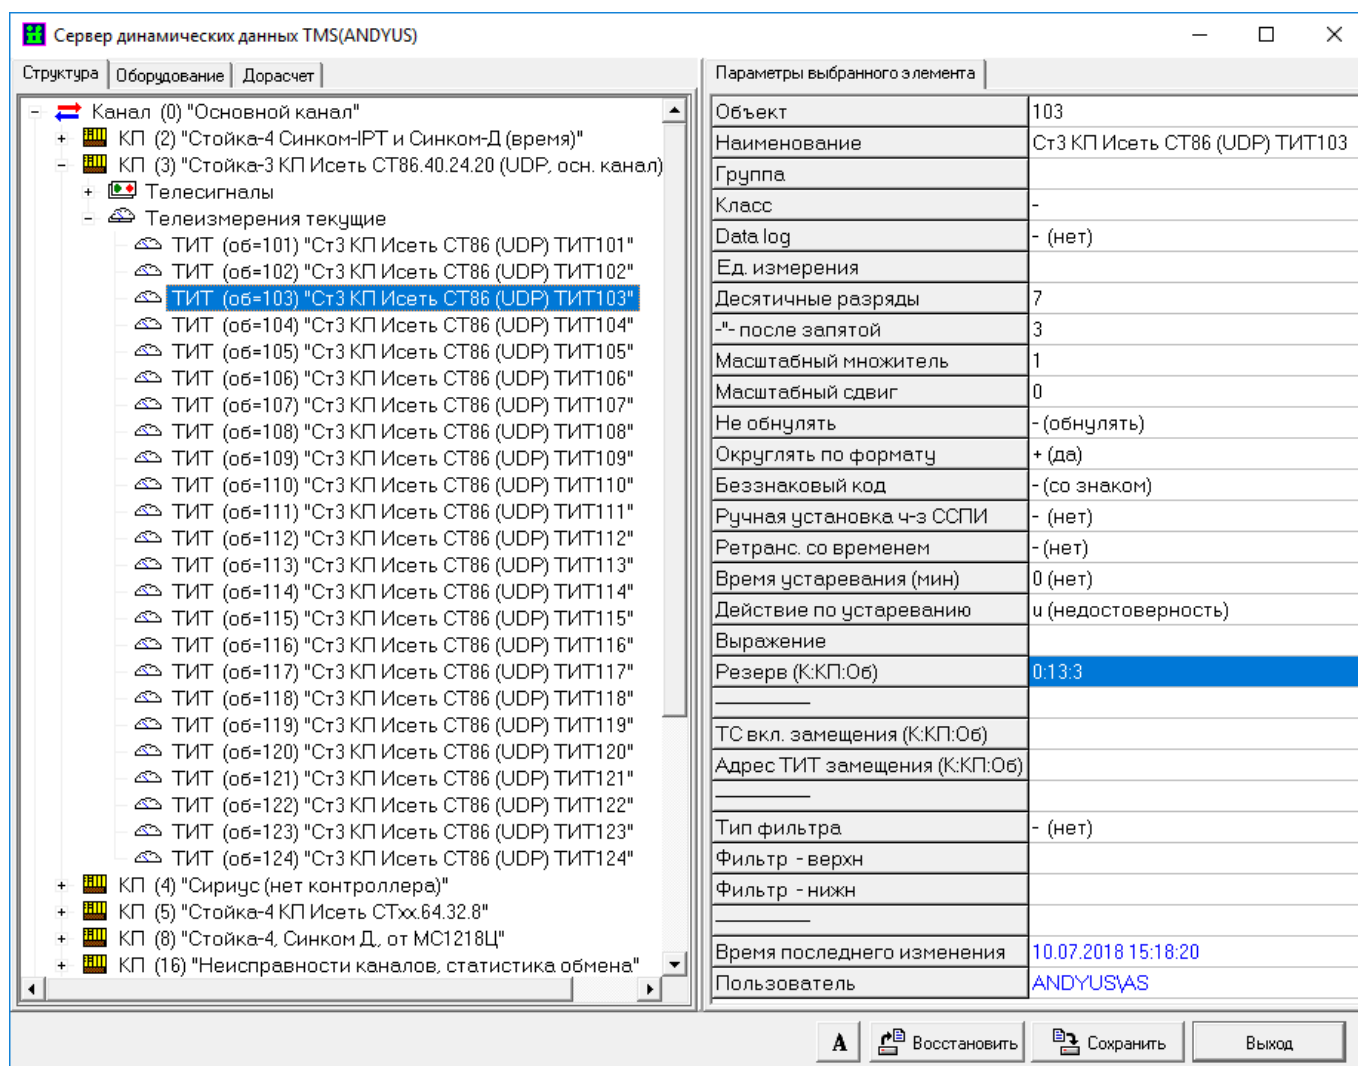 Сервер динамических данных TMS(ANDYUS)
Структура Оборудование Дорасчет
Канал (0) "Основной канал"
КП (2) "Стойка-4 Синком-IPT и Синком-Д (время)"
КП (3) "Стойка-3 КП Исеть СТ86.40.24.20 (UDP, осн. канал)
Телесигналы
Телеизмерения текущие
ТИТ (об=101) "Ст3 КП Исеть СТ86 (UDP) ТИТ101"
ТИТ (об=102) "Ст3 КП Исеть СТ86 (UDP) ТИТ102"
ТИТ (об=103) "Ст3 КП Исеть СТ86 (UDP) ТИТ103"
ТИТ (об=104) "Ст3 КП Исеть СТ86 (UDP) ТИТ104"
ТИТ (об=105) "Ст3 КП Исеть СТ86 (UDP) ТИТ105"
ТИТ (об=106) "Ст3 КП Исеть СТ86 (UDP) ТИТ106"
ТИТ (об=107) "Ст3 КП Исеть СТ86 (UDP) ТИТ107"
ТИТ (об=108) "Ст3 КП Исеть СТ86 (UDP) ТИТ108"
ТИТ (об=109) "Ст3 КП Исеть СТ86 (UDP) ТИТ109"
ТИТ (об=110) "Ст3 КП Исеть СТ86 (UDP) ТИТ110"
ТИТ (об=111) "Ст3 КП Исеть СТ86 (UDP) ТИТ111"
ТИТ (об=112) "Ст3 КП Исеть СТ86 (UDP) ТИТ112"
ТИТ (об=113) "Ст3 КП Исеть СТ86 (UDP) ТИТ113"
ТИТ (об=114) "Ст3 КП Исеть СТ86 (UDP) ТИТ114"
ТИТ (об=115) "Ст3 КП Исеть СТ86 (UDP) ТИТ115"
ТИТ (об=116) "Ст3 КП Исеть СТ86 (UDP) ТИТ116"
ТИТ (об=117) "Ст3 КП Исеть СТ86 (UDP) ТИТ117"
ТИТ (об=118) "Ст3 КП Исеть СТ86 (UDP) ТИТ118"
ТИТ (об=119) "Ст3 КП Исеть СТ86 (UDP) ТИТ119"
ТИТ (об=120) "Ст3 КП Исеть СТ86 (UDP) ТИТ120"
ТИТ (об=121) "Ст3 КП Исеть СТ86 (UDP) ТИТ121"
ТИТ (об=122) "Ст3 КП Исеть СТ86 (UDP) ТИТ122"
ТИТ (об=123) "Ст3 КП Исеть СТ86 (UDP) ТИТ123"
ТИТ (об=124) "Ст3 КП Исеть СТ86 (UDP) ТИТ124"
КП (4) "Сириус (нет контроллера)"
КП (5) "Стойка-4 КП Исеть СТxx.64.32.8"
КП (8) "Стойка-4, Синком Д, от МС1218Ц"
КП (16) "Неисправности каналов, статистика обмена"
Параметры выбранного элемента
Объект 103
Наименование Ст3 КП Исеть СТ86 (UDP) ТИТ103
Группа
Класс -
Data log - (нет)
Ед. измерения
Десятичные разряды 7
-"- после запятой 3
Масштабный множитель 1
Масштабный сдвиг 0
Не обнулять - (обнулять)
Округлять по формату + (да)
Беззнаковый код - (со знаком)
Ручная установка ч-з ССПИ - (нет)
Ретранс. со временем - (нет)
Время устаревания (мин) 0 (нет)
Действие по устареванию u (недостоверность)
Выражение
Резерв (К:КП:Об) 0:13:3
ТС вкл. замещения (К:КП:Об)
Адрес ТИТ замещения (К:КП:Об)
Тип фильтра - (нет)
Фильтр - верхн
Фильтр - нижн
Время последнего изменения 10.07.2018 15:18:20
Пользователь ANDYUS\AS
A Восстановить Сохранить Выход